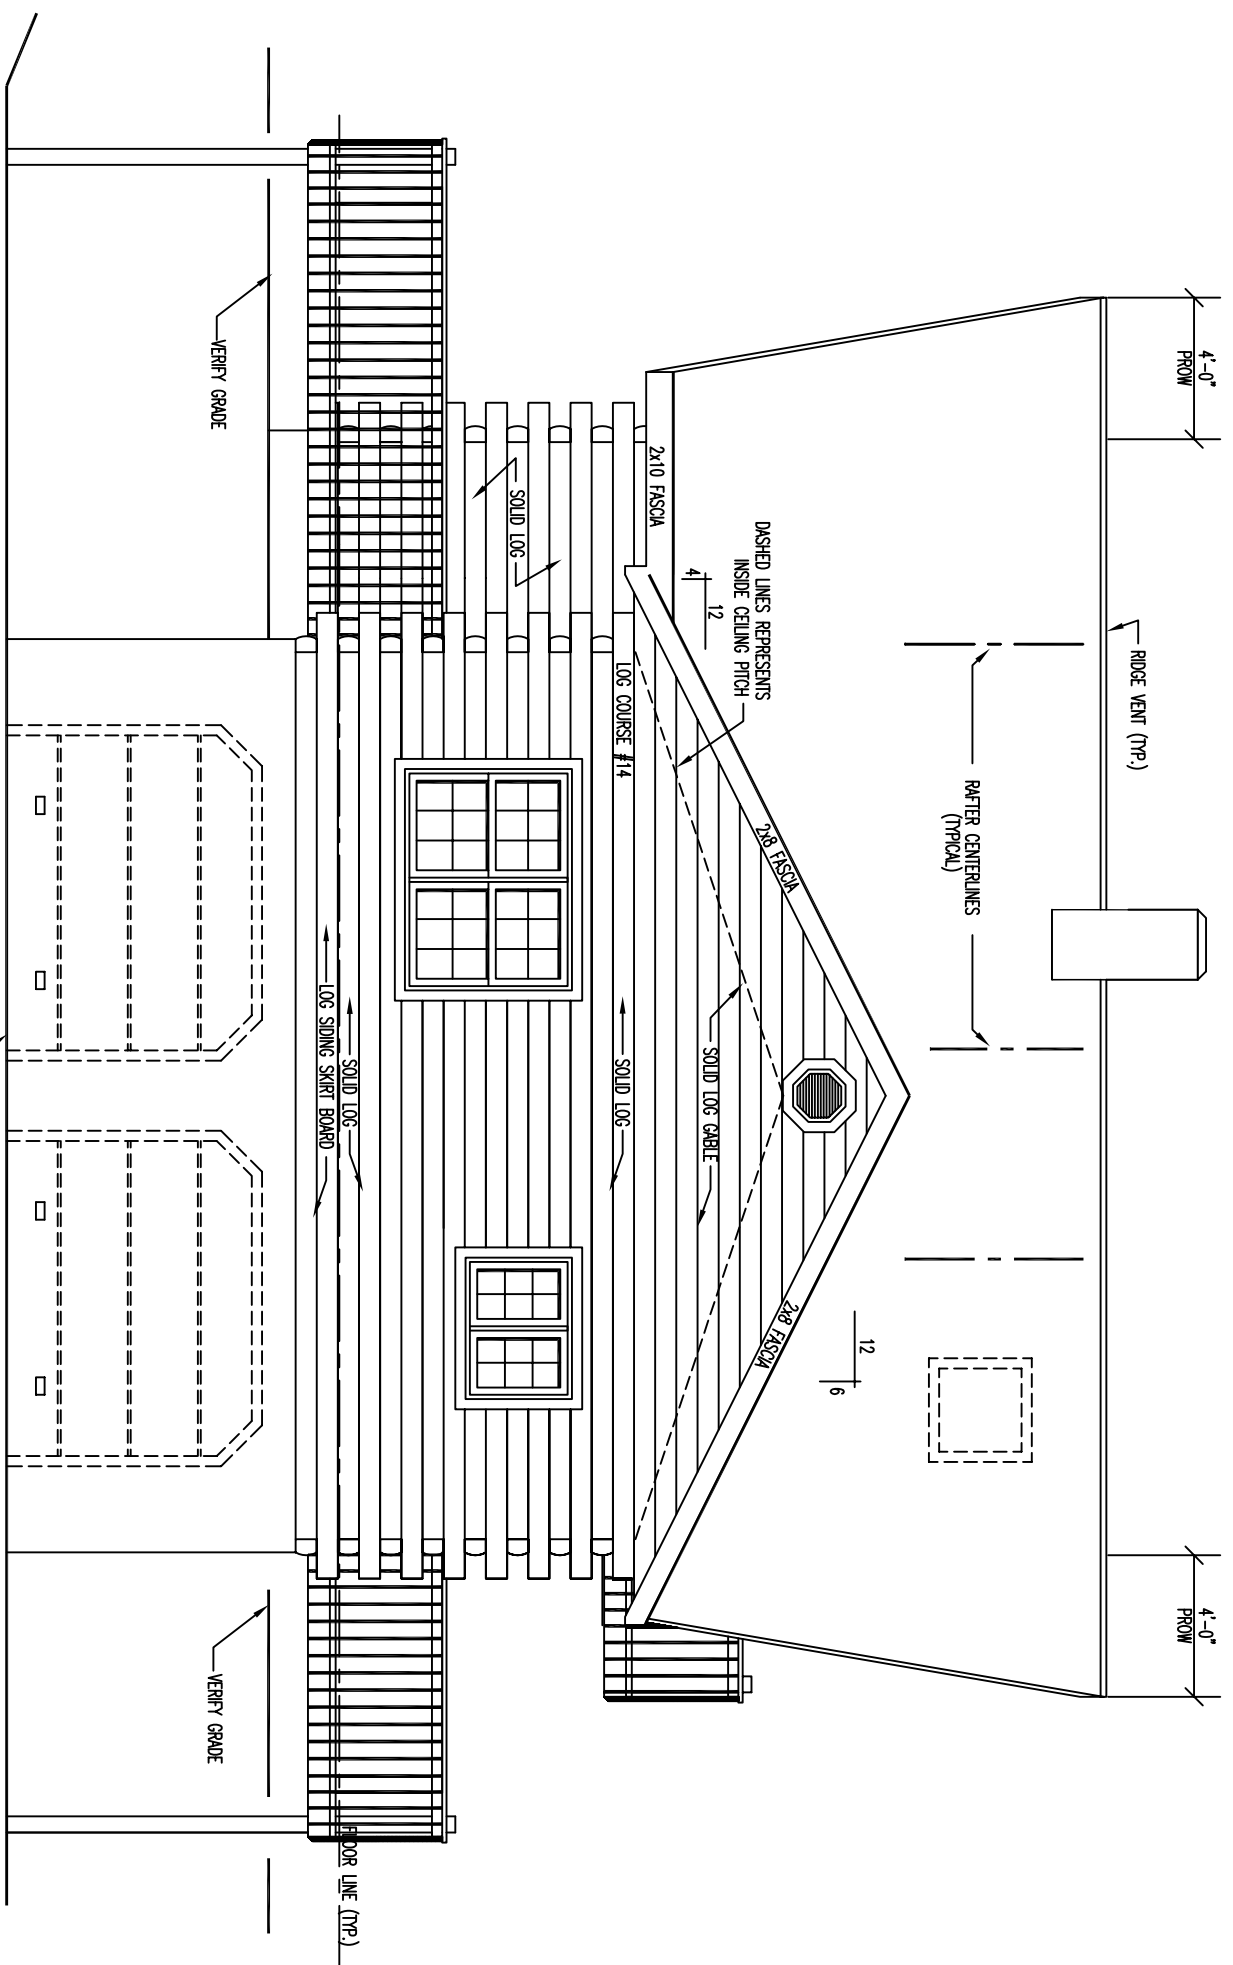 4'-0"
PROW
4'-0"
PROW
RIDGE VENT (TYP.)
RAFTER CENTERLINES
(TYPICAL)
12
6
DASHED LINES REPRESENTS
INSIDE CEILING PITCH
12
4
2x8 FASCIA
2x8 FASCIA
2x10 FASCIA
SOLID LOG GABLE
LOG COURSE #14
SOLID LOG
SOLID LOG
SOLID LOG
LOG SIDING SKIRT BOARD
FLOOR LINE (TYP.)
VERIFY GRADE
VERIFY GRADE